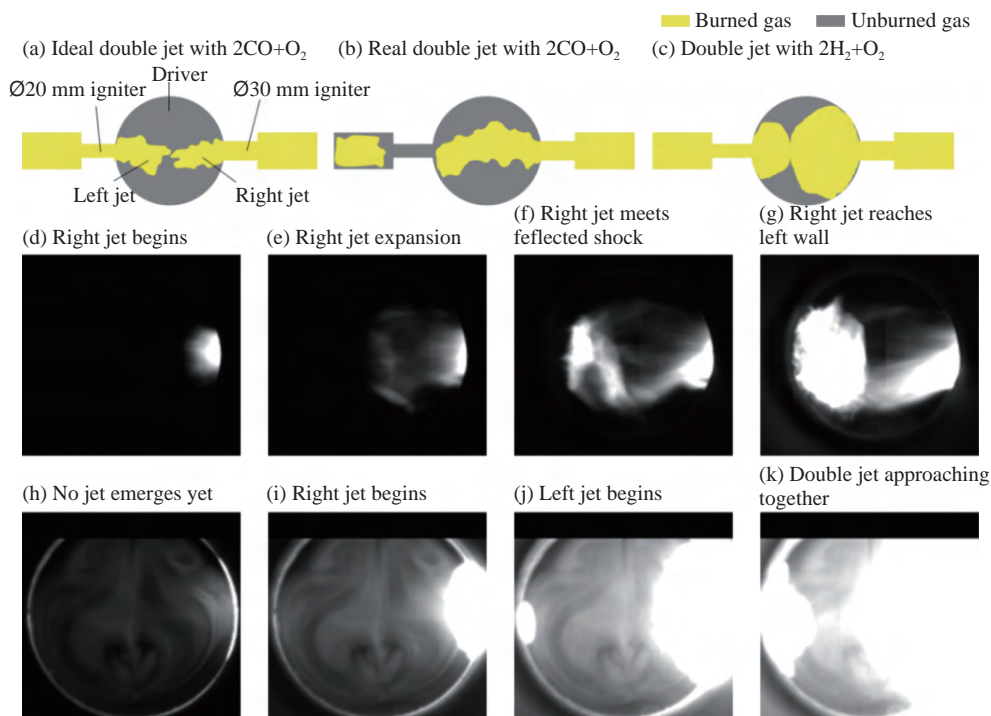 Burned gas
Unburned gas
(a) Ideal double jet with 2CO+O₂
(b) Real double jet with 2CO+O₂
(c) Double jet with 2H₂+O₂
Driver
Ø20 mm igniter
Ø30 mm igniter
Left jet
Right jet
(d) Right jet begins
(e) Right jet expansion
(f) Right jet meets
feflected shock
(g) Right jet reaches
left wall
(h) No jet emerges yet
(i) Right jet begins
(j) Left jet begins
(k) Double jet approaching
together